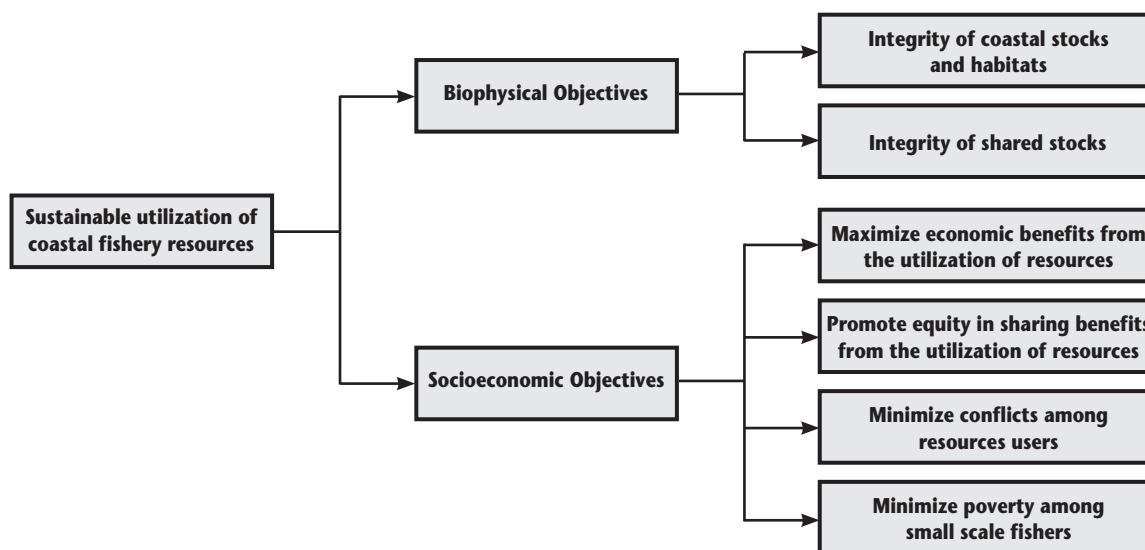 Sustainable utilization of
coastal fishery resources
Biophysical Objectives
Integrity of coastal stocks
and habitats
Integrity of shared stocks
Socioeconomic Objectives
Maximize economic benefits from
the utilization of resources
Promote equity in sharing benefits
from the utilization of resources
Minimize conflicts among
resources users
Minimize poverty among
small scale fishers